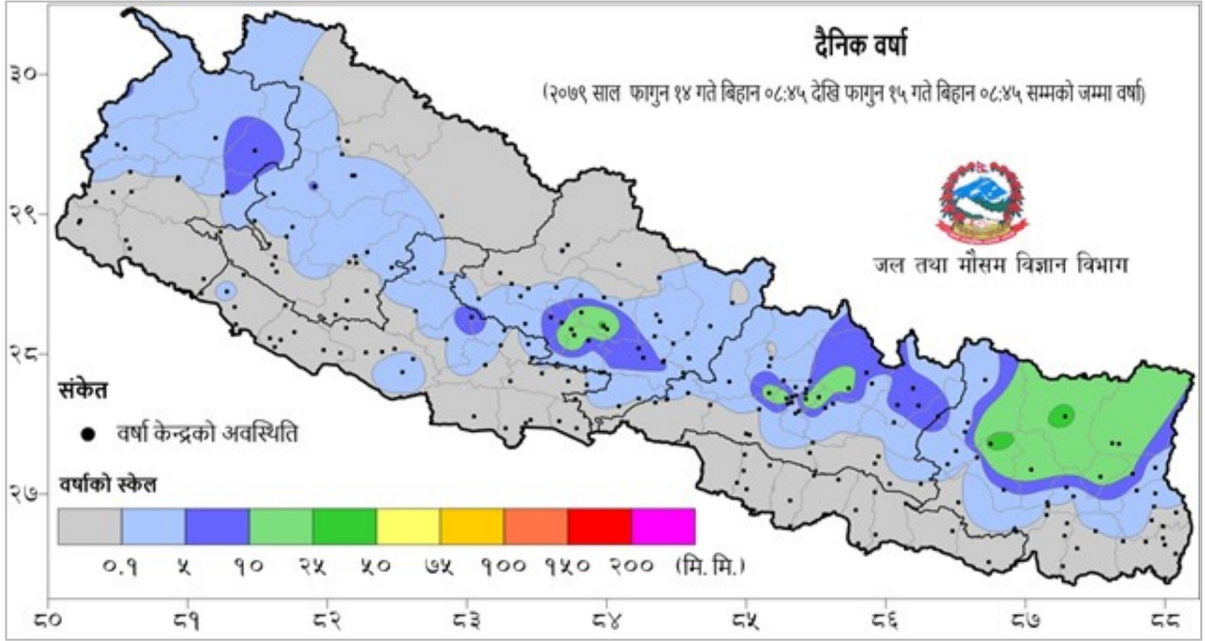 दैनिक वर्षा
(२०७९ साल फागुन १४ गते बिहान ०८:४५ देखि फागुन १५ गते बिहान ०८:४५ सम्मको जम्मा वर्षा)
जल तथा मौसम विज्ञान विभाग
३०
२९
२८
२७
संकेत
वर्षा केन्द्रको अवस्थिति
वर्षाको स्केल
०.१ ५ १० २५ ५० ७५ १०० १५० २०० (मि.मि.)
८० ८१ ८२ ८३ ८४ ८५ ८६ ८७ ८८